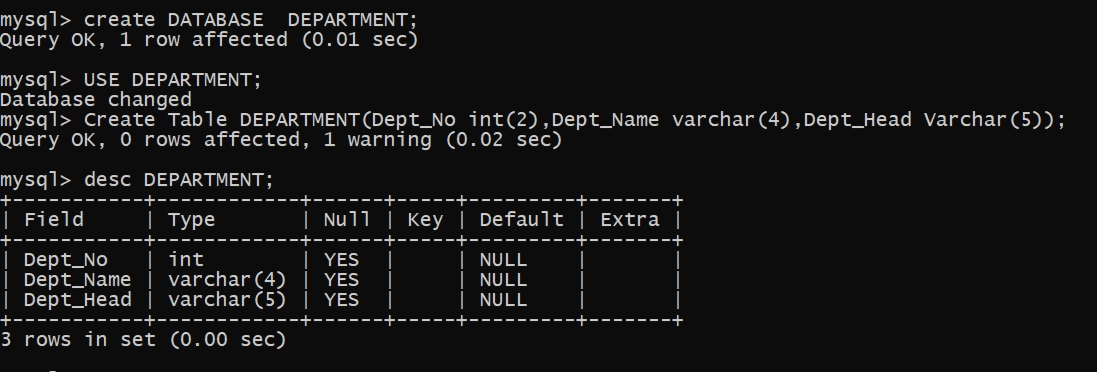 mysql> create DATABASE  DEPARTMENT;
Query OK, 1 row affected (0.01 sec)
mysql> USE DEPARTMENT;
Database changed
mysql> Create Table DEPARTMENT(Dept_No int(2),Dept_Name varchar(4),Dept_Head Varchar(5));
Query OK, 0 rows affected, 1 warning (0.02 sec)
mysql> desc DEPARTMENT;
+-----------+------------+------+-----+---------+-------+
| Field     | Type       | Null | Key | Default | Extra |
+-----------+------------+------+-----+---------+-------+
| Dept_No   | int        | YES  |     | NULL    |       |
| Dept_Name | varchar(4) | YES  |     | NULL    |       |
| Dept_Head | varchar(5) | YES  |     | NULL    |       |
+-----------+------------+------+-----+---------+-------+
3 rows in set (0.00 sec)